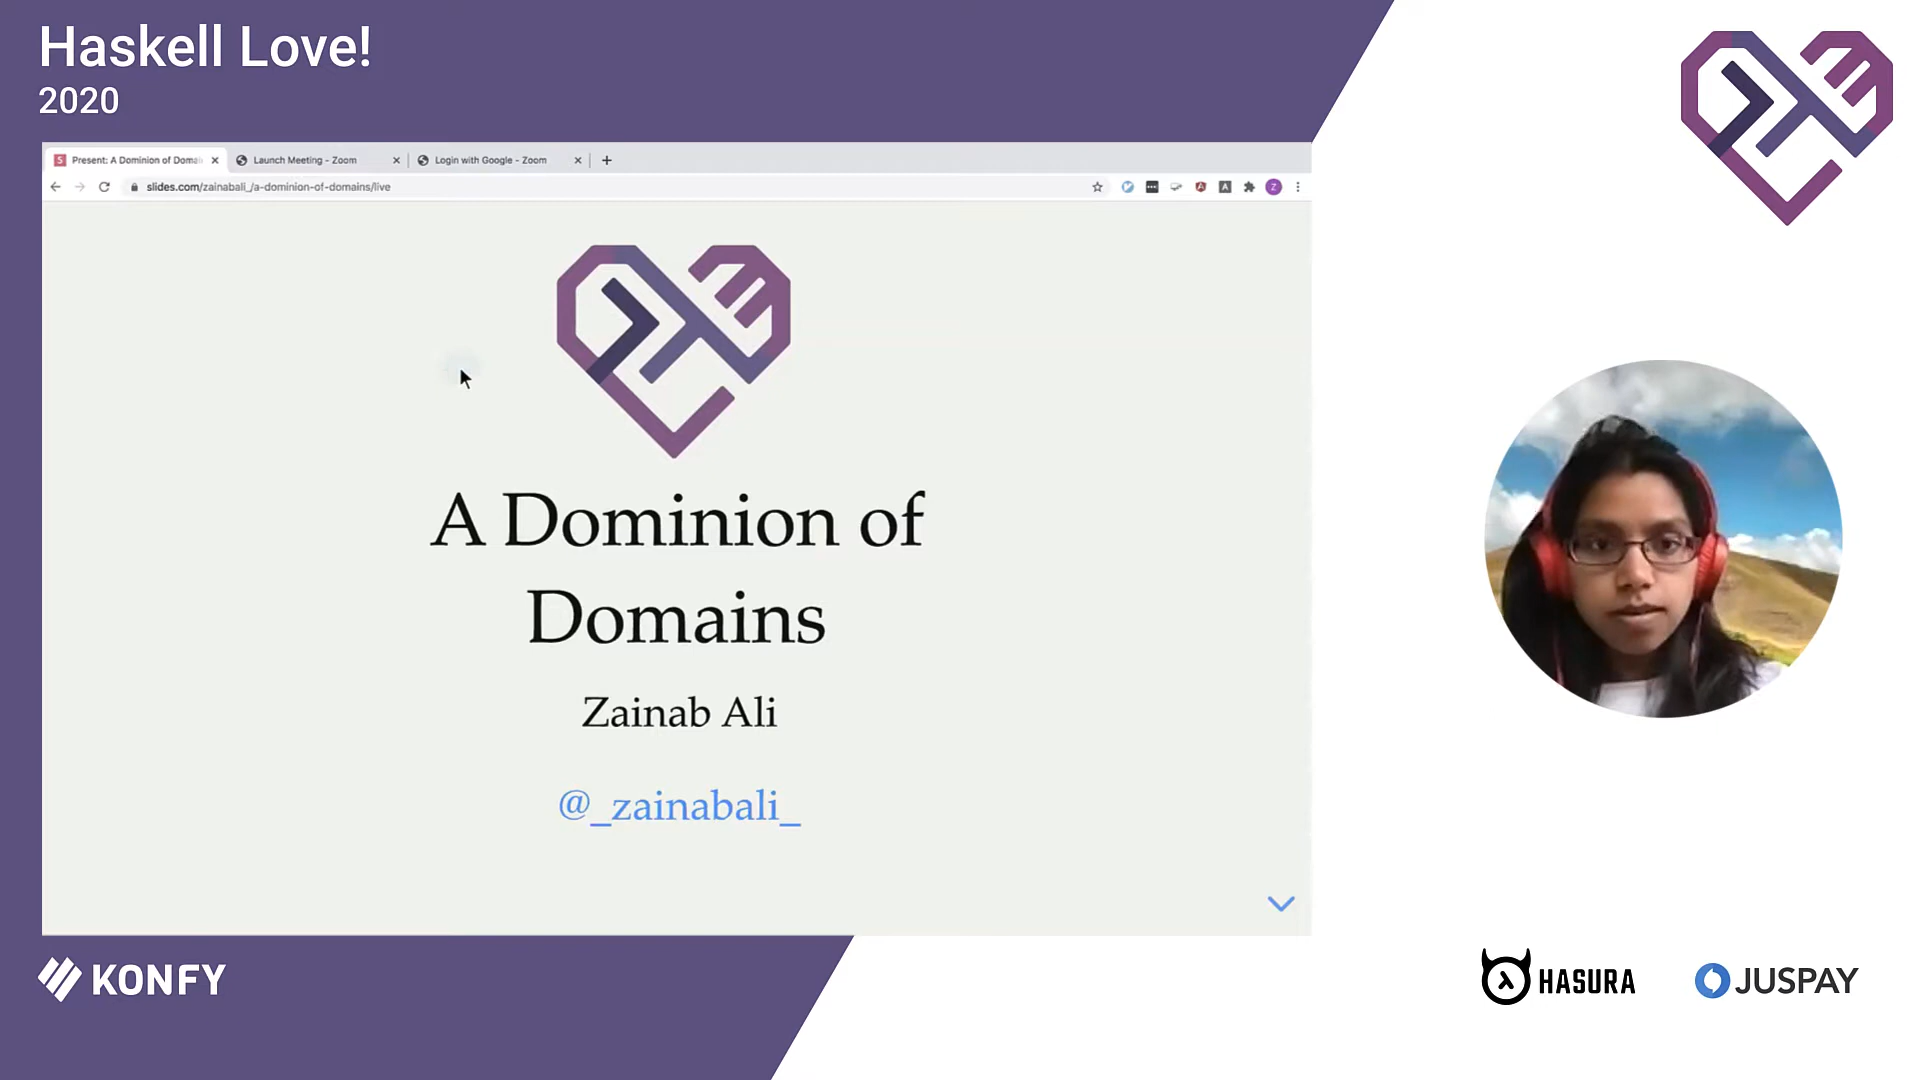 Haskell Love!
2020
Present: A Dominion of Domai
Launch Meeting - Zoom
Login with Google - Zoom
slides.com/zainabali_/a-dominion-of-domains/live
A
Z
A Dominion of
Domains
Zainab Ali
@_zainabali_
KONFY
HASURA
JUSPAY